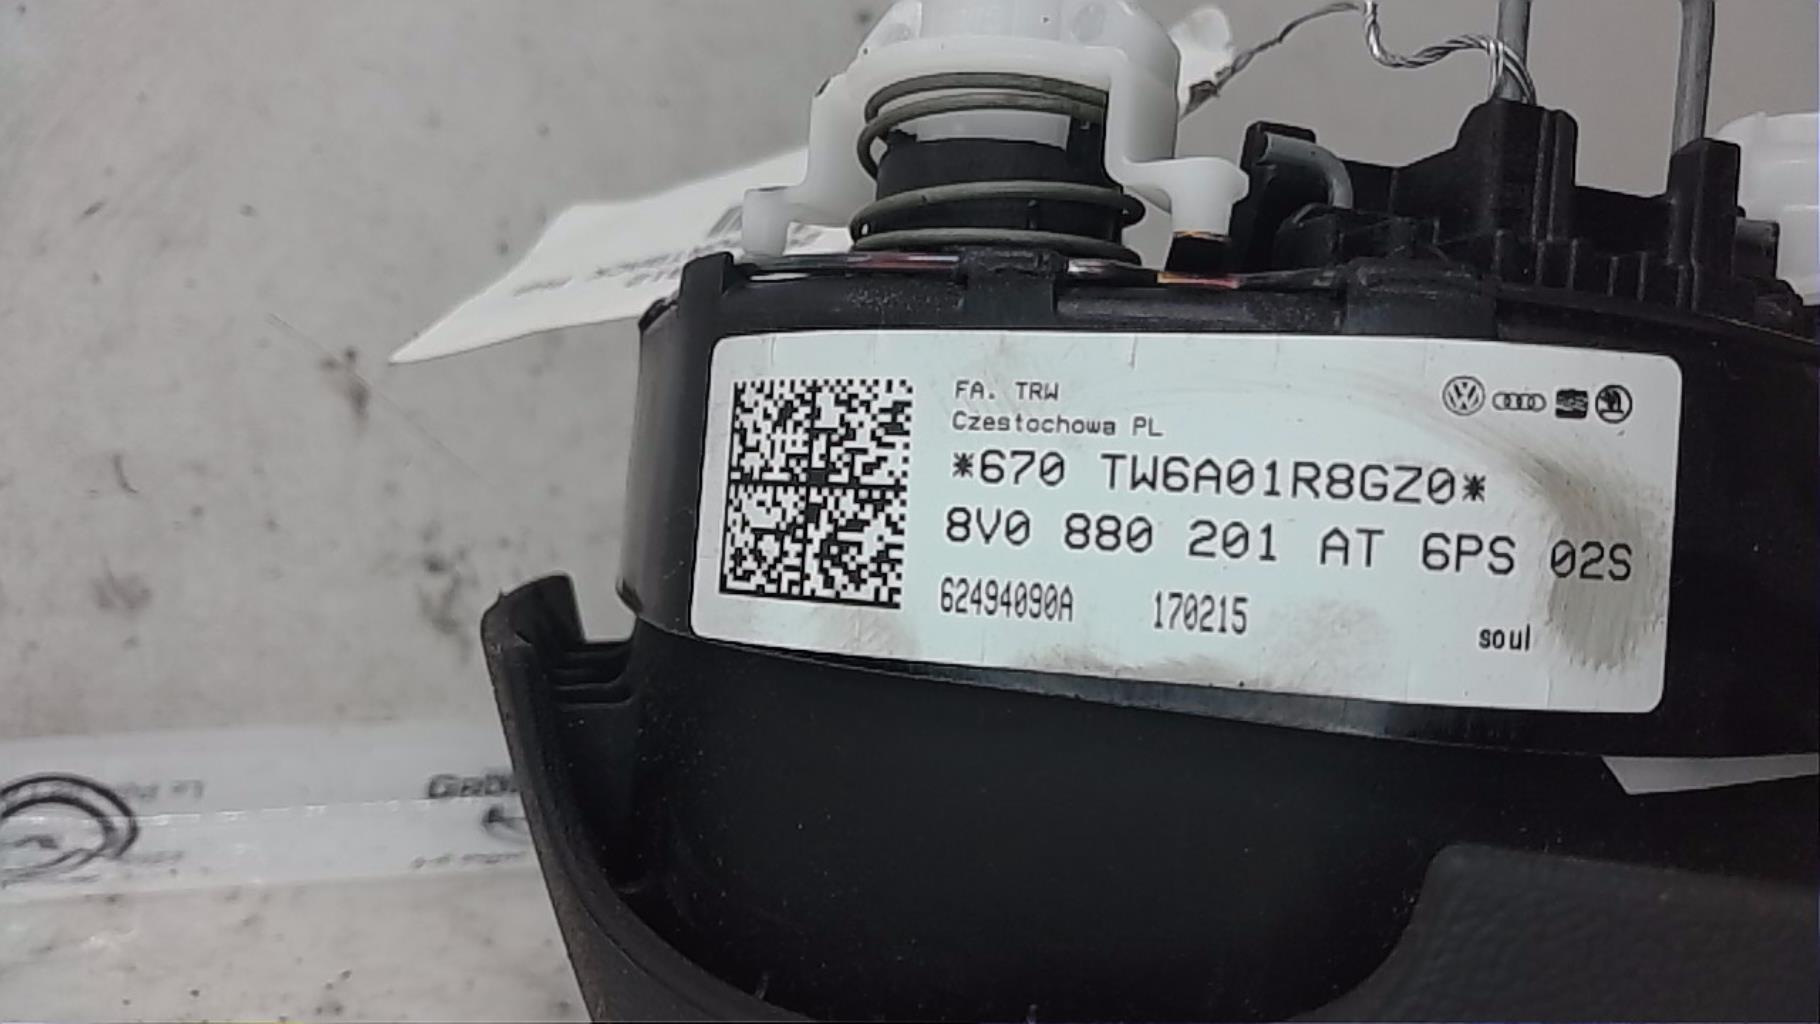 FA. TRW
Czestochowa PL
*670 TW6A01R8GZ0*
8V0 880 201 AT 6PS 02S
62494090A 170215
soul